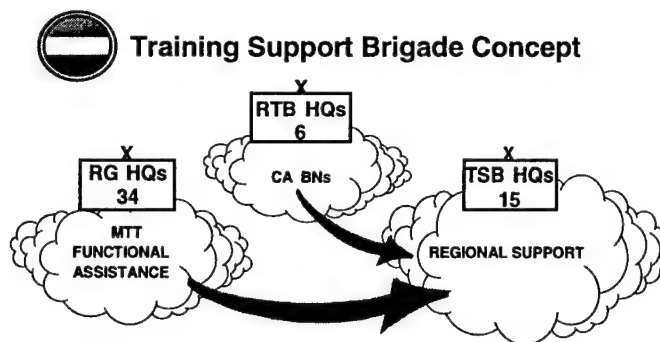 Training Support Brigade Concept
X
RTB HQs
6
CA BNs
X
RG HQs
34
MTT
FUNCTIONAL
ASSISTANCE
X
TSB HQs
15
REGIONAL SUPPORT